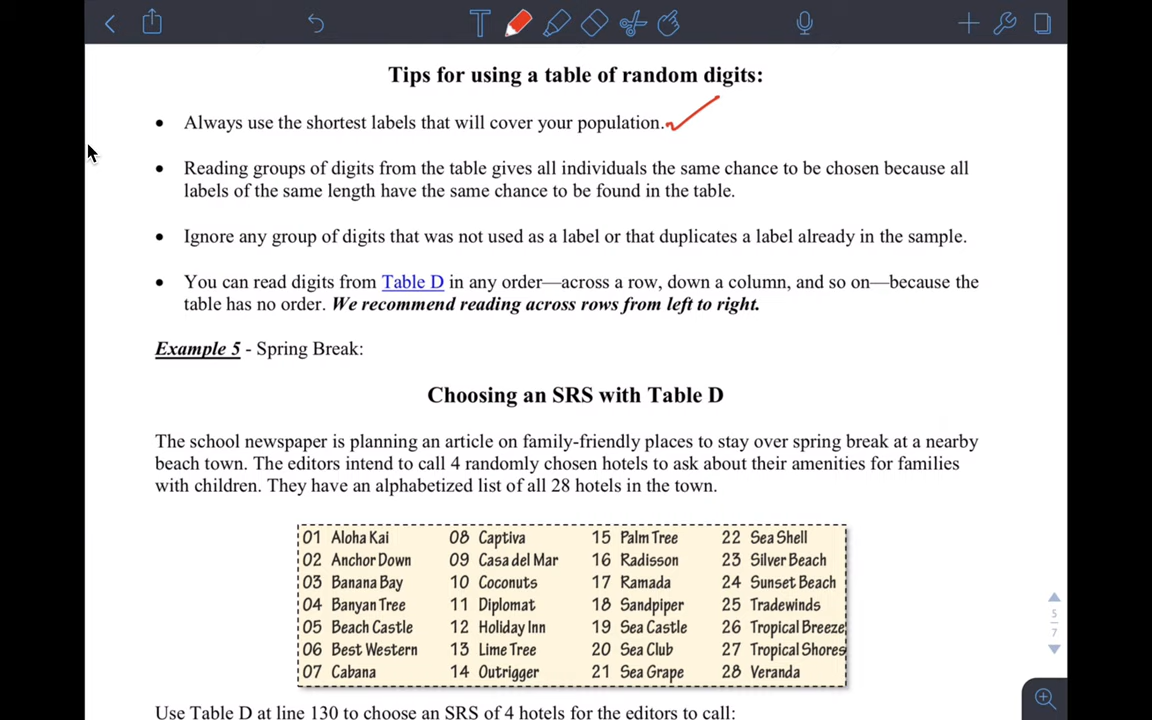 Tips for using a table of random digits:
• Always use the shortest labels that will cover your population.
• Reading groups of digits from the table gives all individuals the same chance to be chosen because all
labels of the same length have the same chance to be found in the table.
• Ignore any group of digits that was not used as a label or that duplicates a label already in the sample.
• You can read digits from Table D in any order—across a row, down a column, and so on—because the
table has no order. We recommend reading across rows from left to right.
Example 5 - Spring Break:
Choosing an SRS with Table D
The school newspaper is planning an article on family-friendly places to stay over spring break at a nearby
beach town. The editors intend to call 4 randomly chosen hotels to ask about their amenities for families
with children. They have an alphabetized list of all 28 hotels in the town.
01 Aloha Kai 08 Captiva 15 Palm Tree 22 Sea Shell
02 Anchor Down 09 Casa del Mar 16 Radisson 23 Silver Beach
03 Banana Bay 10 Coconuts 17 Ramada 24 Sunset Beach
04 Banyan Tree 11 Diplomat 18 Sandpiper 25 Tradewinds
05 Beach Castle 12 Holiday Inn 19 Sea Castle 26 Tropical Breeze
06 Best Western 13 Lime Tree 20 Sea Club 27 Tropical Shores
07 Cabana 14 Outrigger 21 Sea Grape 28 Veranda
Use Table D at line 130 to choose an SRS of 4 hotels for the editors to call:
5
7